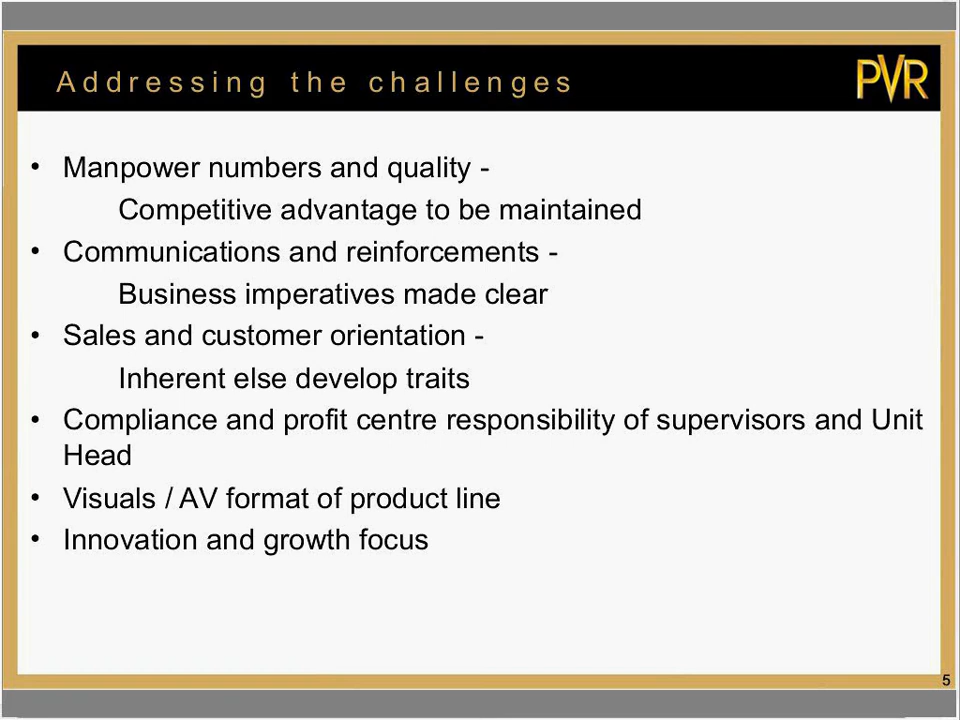 Addressing the challenges
PVR
• Manpower numbers and quality -
Competitive advantage to be maintained
• Communications and reinforcements -
Business imperatives made clear
• Sales and customer orientation -
Inherent else develop traits
• Compliance and profit centre responsibility of supervisors and Unit
Head
• Visuals / AV format of product line
• Innovation and growth focus
5